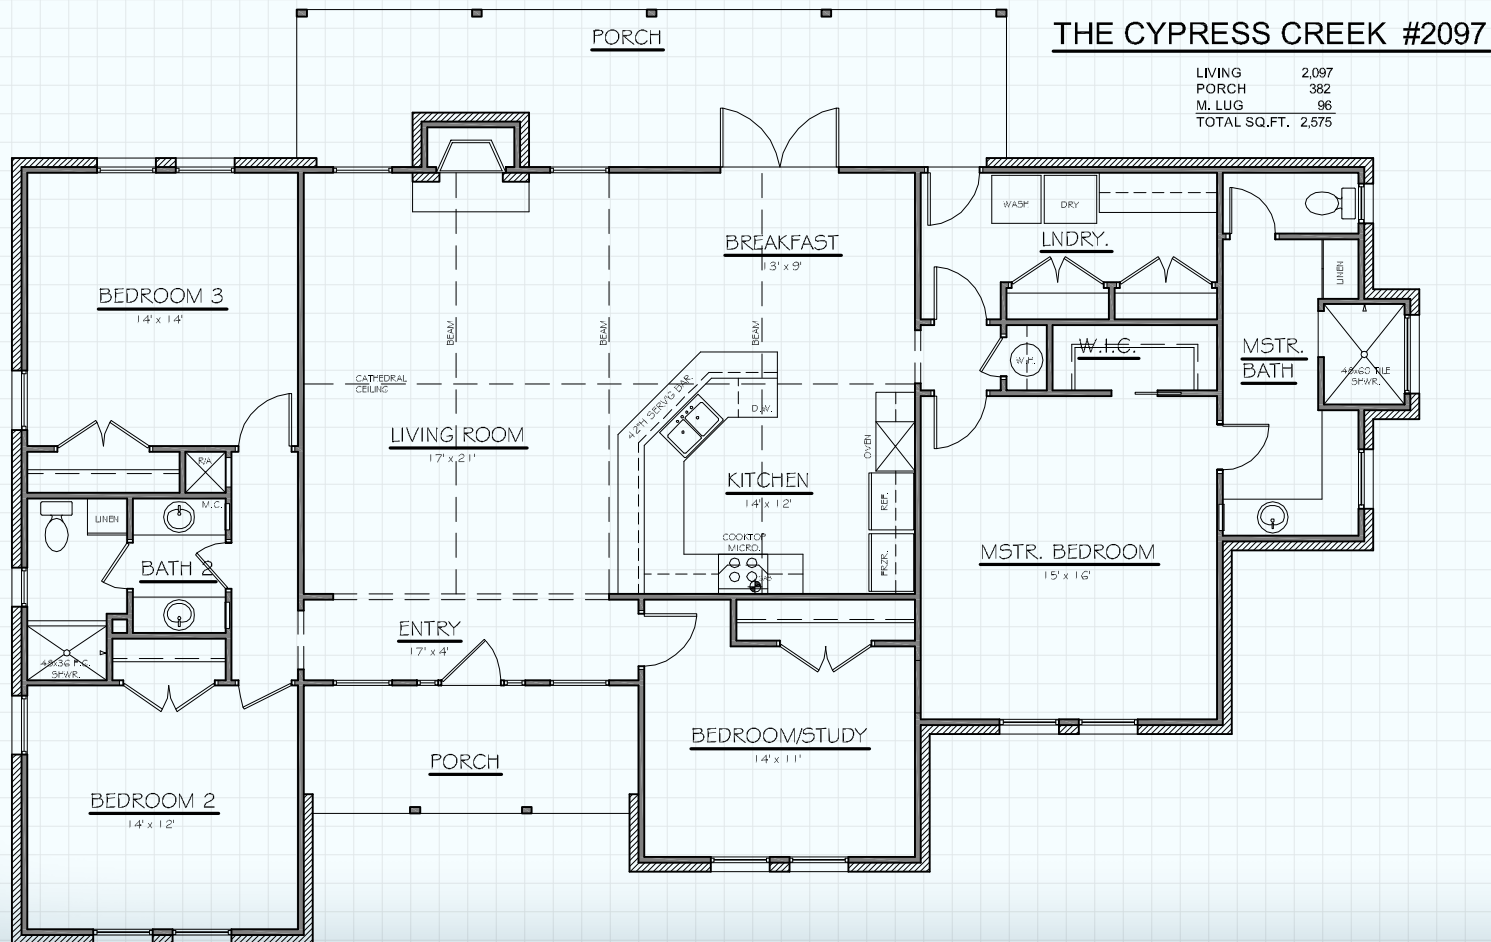 THE CYPRESS CREEK #2097
LIVING 2,097
PORCH 382
M. LUG 96
TOTAL SQ.FT. 2,575
PORCH
BREAKFAST
13' x 9'
WASH
DRY
LNDRY.
LINEN
BEDROOM 3
14' x 14'
BEAM
BEAM
BEAM
W.H.
W.I.C.
MSTR.
BATH
48x60 TILE
SHWR.
CATHEDRAL
CEILING
42"H SERV'G BAR
D.W.
LIVING ROOM
17' x 21'
OVEN
KITCHEN
14' x 12'
REF.
R/A
M.C.
LINEN
COOKTOP
MICRO.
FRZR.
MSTR. BEDROOM
15' x 16'
BATH 2
GAS
ENTRY
17' x 4'
48x36 F.G.
SHWR.
BEDROOM/STUDY
14' x 11'
PORCH
BEDROOM 2
14' x 12'